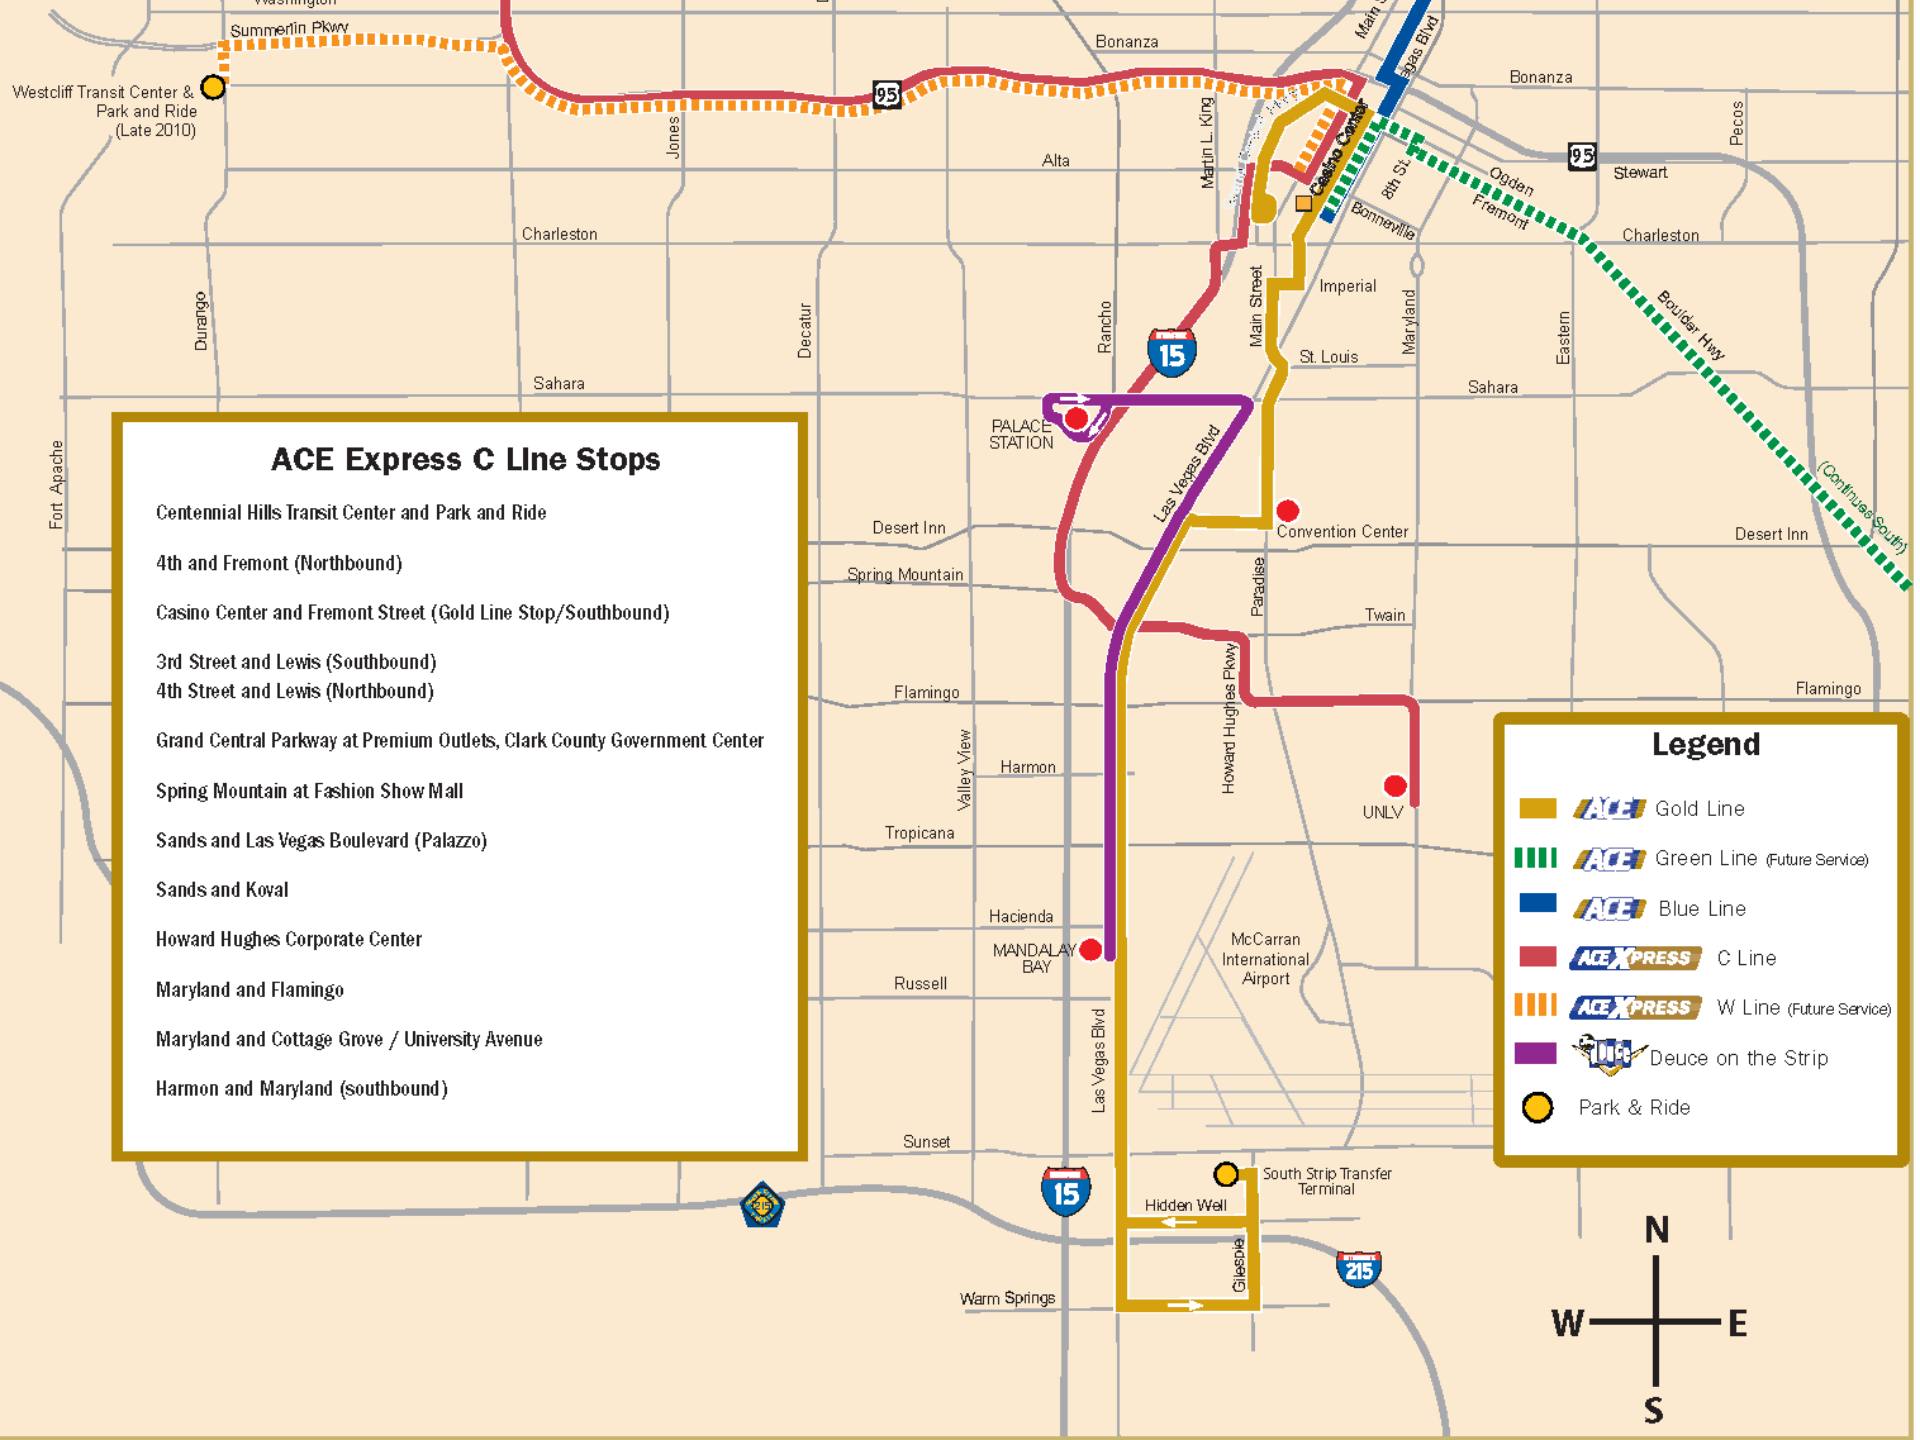 Washington
Summerlin Pkwy
Westcliff Transit Center &
Park and Ride
(Late 2010)
95
Bonanza
Main S
egas Blvd
Bonanza
Jones
Martin L. King
Alta
Casino Center
8th St.
Ogden
Fremont
Bonneville
95
Stewart
Pecos
Charleston
Charleston
Durango
Decatur
Rancho
15
Main Street
Imperial
Maryland
St. Louis
Eastern
Boulder Hwy
Sahara
Sahara
PALACE
STATION
Las Vegas Blvd
Fort Apache
(Continues South)
Desert Inn
Convention Center
Desert Inn
Spring Mountain
Paradise
Twain
Howard Hughes Pkwy
Flamingo
Flamingo
Valley View
Harmon
UNLV
Tropicana
Hacienda
MANDALAY
BAY
McCarran
International
Airport
Russell
Las Vegas Blvd
Sunset
15
South Strip Transfer
Terminal
Hidden Well
Gilespie
215
215
Warm Springs
ACE Express C Line Stops
Centennial Hills Transit Center and Park and Ride
4th and Fremont (Northbound)
Casino Center and Fremont Street (Gold Line Stop/Southbound)
3rd Street and Lewis (Southbound)
4th Street and Lewis (Northbound)
Grand Central Parkway at Premium Outlets, Clark County Government Center
Spring Mountain at Fashion Show Mall
Sands and Las Vegas Boulevard (Palazzo)
Sands and Koval
Howard Hughes Corporate Center
Maryland and Flamingo
Maryland and Cottage Grove / University Avenue
Harmon and Maryland (southbound)
Legend
ACE Gold Line
ACE Green Line (Future Service)
ACE Blue Line
ACE XPRESS C Line
ACE XPRESS W Line (Future Service)
Deuce on the Strip
Park & Ride
N
W E
S